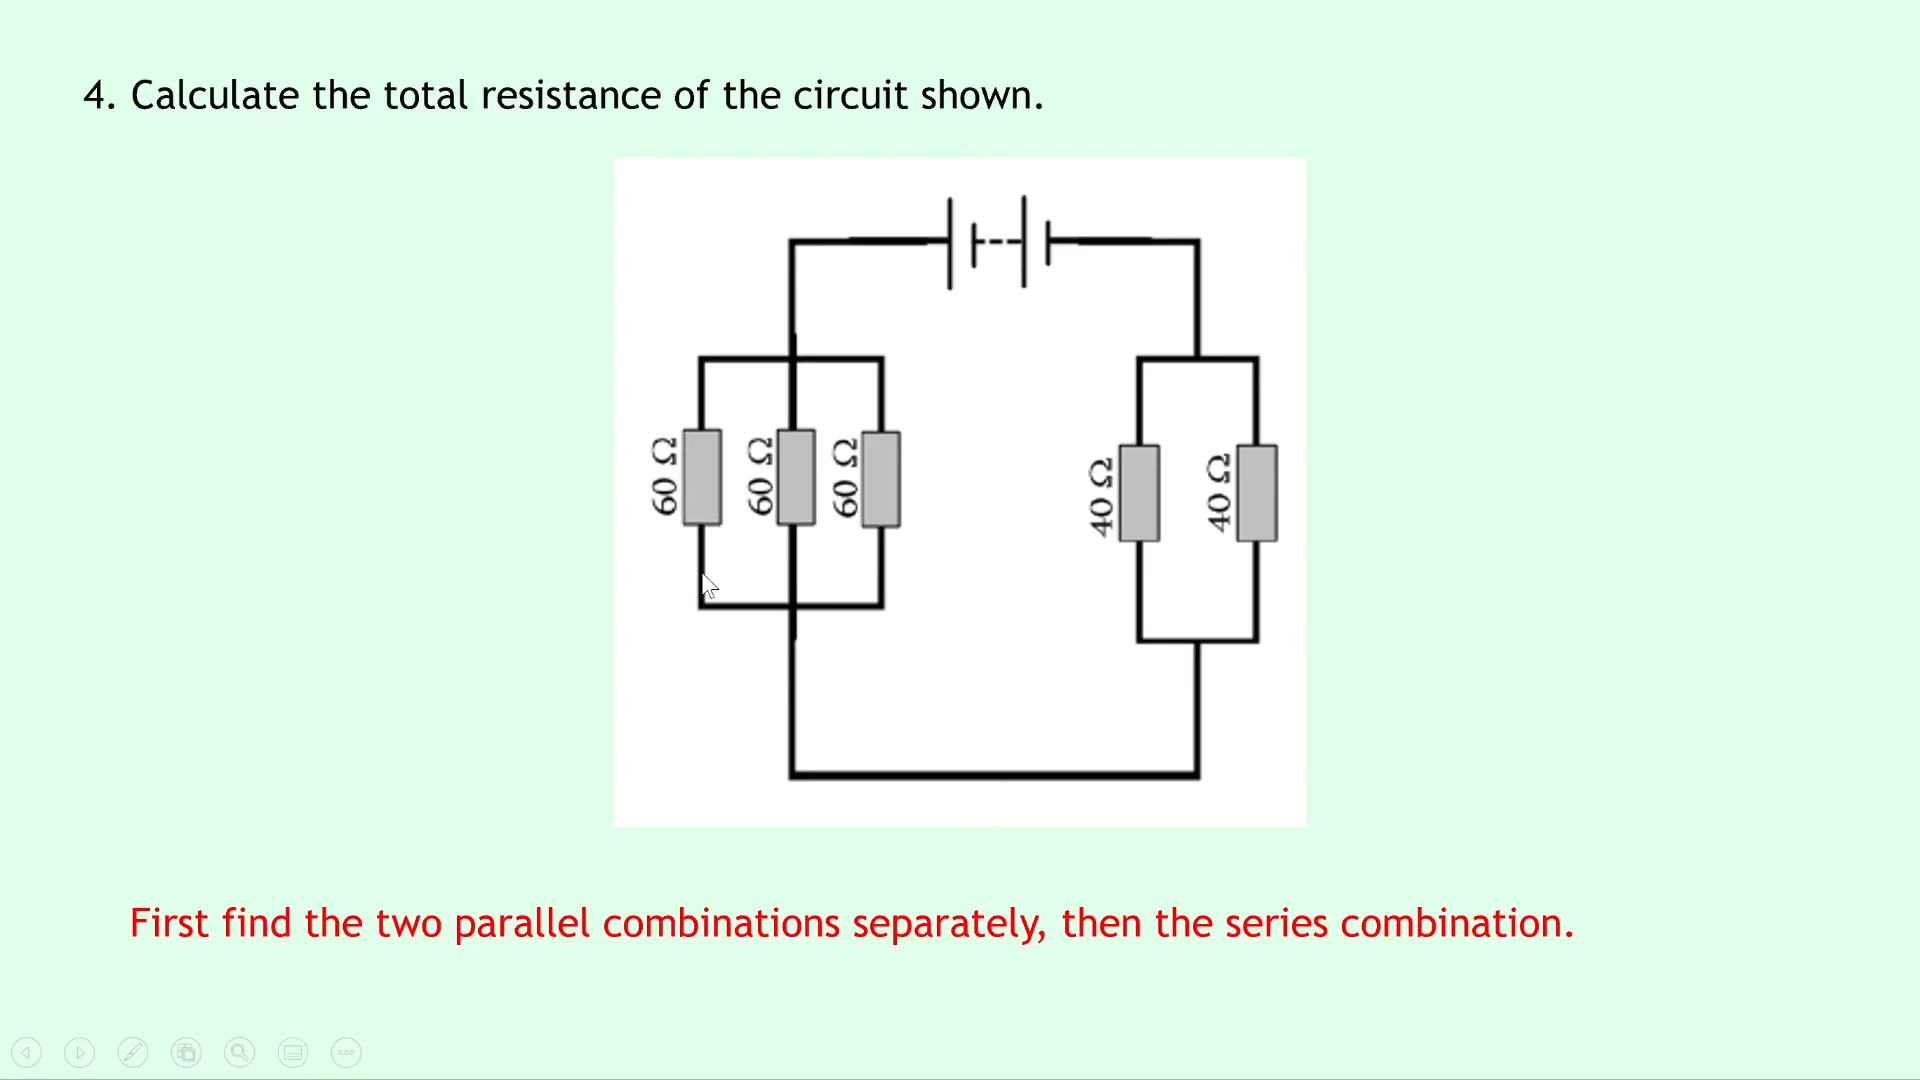 4. Calculate the total resistance of the circuit shown.
60 Ω
60 Ω
60 Ω
40 Ω
40 Ω
First find the two parallel combinations separately, then the series combination.